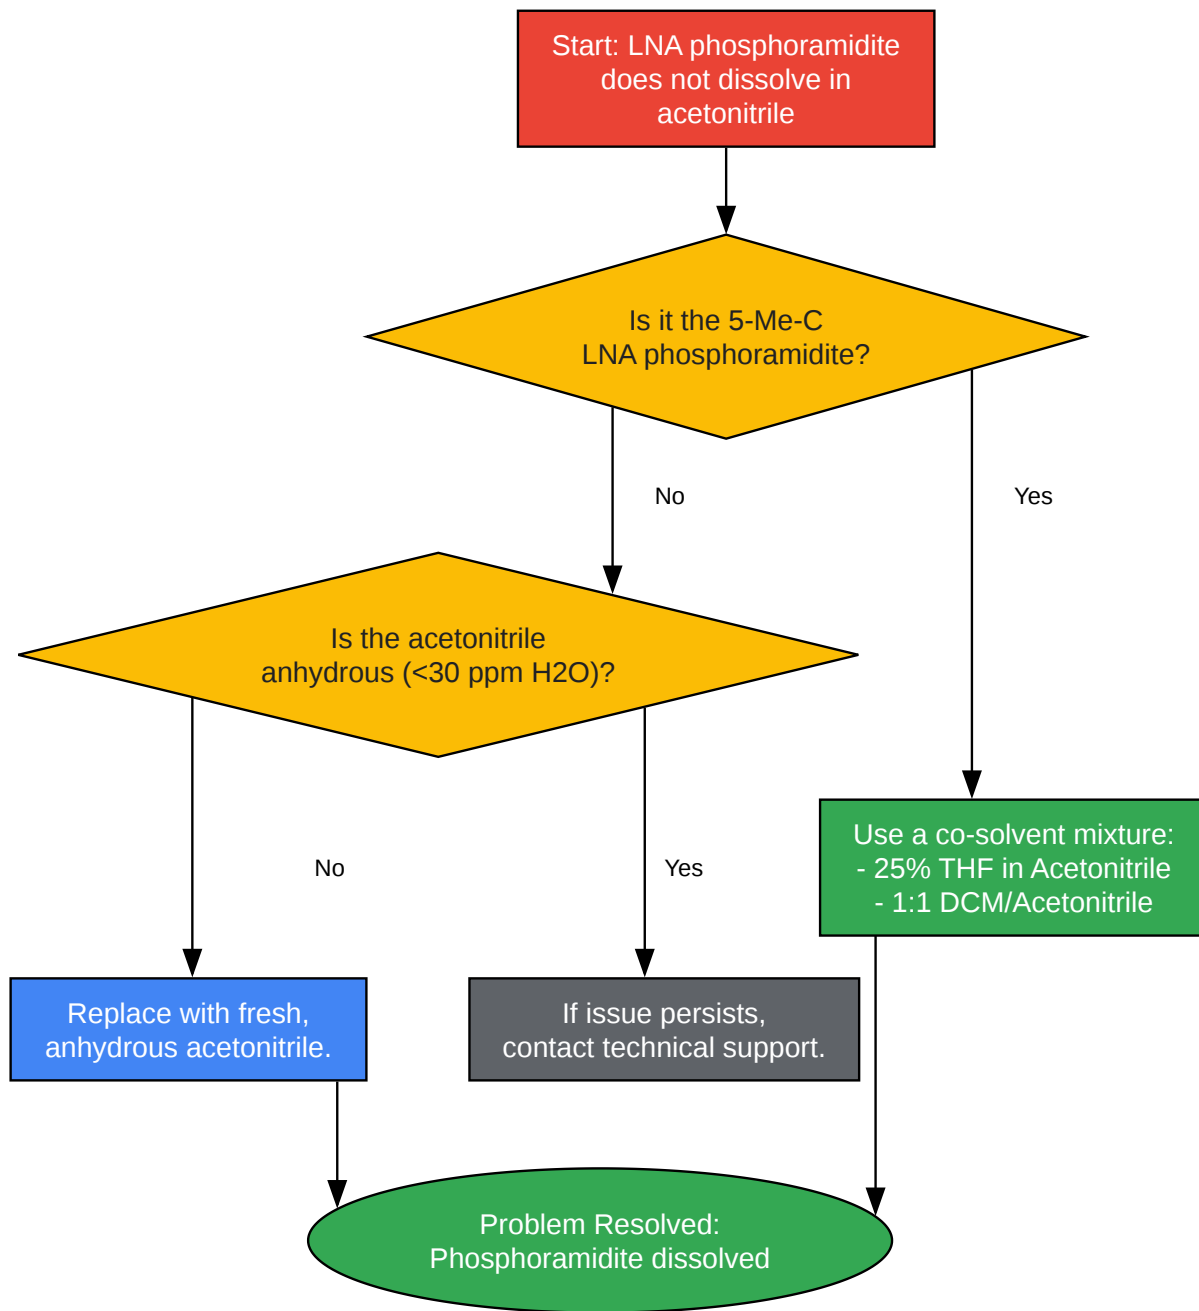 Start: LNA phosphoramidite
does not dissolve in
acetonitrile
Is it the 5-Me-C
LNA phosphoramidite?
No
Yes
Is the acetonitrile
anhydrous (<30 ppm H2O)?
No
Yes
Use a co-solvent mixture:
- 25% THF in Acetonitrile
- 1:1 DCM/Acetonitrile
Replace with fresh,
anhydrous acetonitrile.
If issue persists,
contact technical support.
Problem Resolved:
Phosphoramidite dissolved